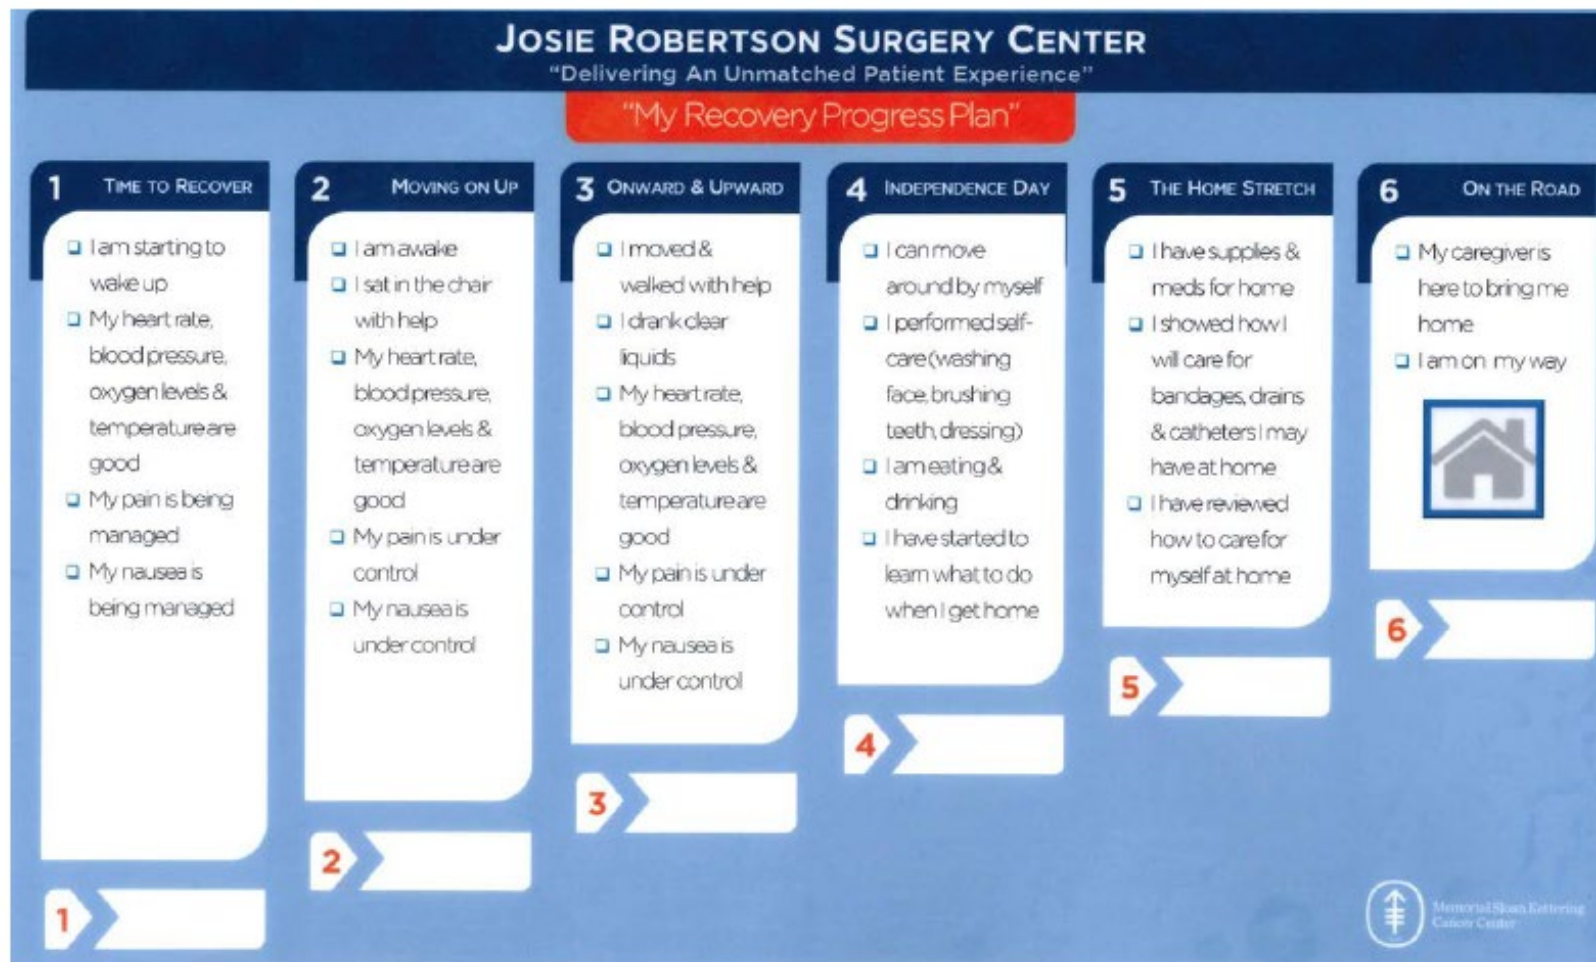 JOSIE ROBERTSON SURGERY CENTER
"Delivering An Unmatched Patient Experience"
"My Recovery Progress Plan"
1 TIME TO RECOVER
I am starting to
wake up
My heart rate,
blood pressure,
oxygen levels &
temperature are
good
My pain is being
managed
My nausea is
being managed
1
2 MOVING ON UP
I am awake
I sat in the chair
with help
My heart rate,
blood pressure,
oxygen levels &
temperature are
good
My pain is under
control
My nausea is
under control
2
3 ONWARD & UPWARD
I moved &
walked with help
I drank clear
liquids
My heart rate,
blood pressure,
oxygen levels &
temperature are
good
My pain is under
control
My nausea is
under control
3
4 INDEPENDENCE DAY
I can move
around by myself
I performed self-
care (washing
face, brushing
teeth, dressing)
I am eating &
drinking
I have started to
learn what to do
when I get home
4
5 THE HOME STRETCH
I have supplies &
meds for home
I showed how I
will care for
bandages, drains
& catheters I may
have at home
I have reviewed
how to care for
myself at home
5
6 ON THE ROAD
My caregiver is
here to bring me
home
I am on my way
6
Memorial Sloan Kettering
Cancer Center